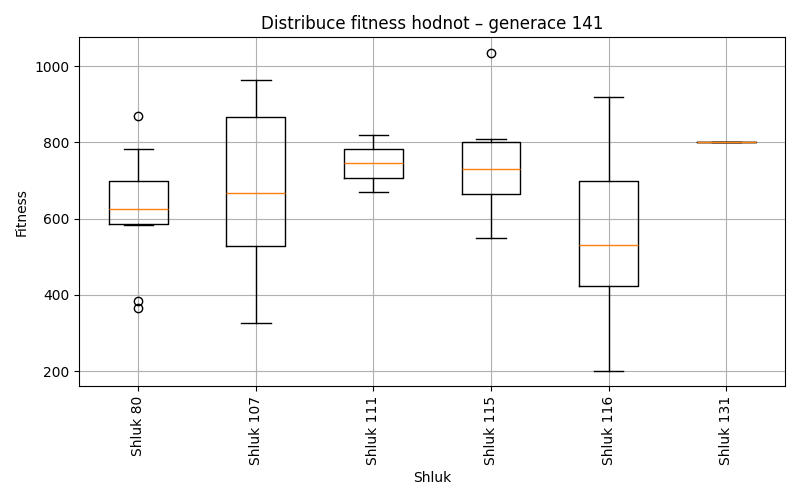 Distribuce fitness hodnot – generace 141
Fitness
1000
800
600
400
200
Shluk 80
Shluk 107
Shluk 111
Shluk 115
Shluk 116
Shluk 131
Shluk